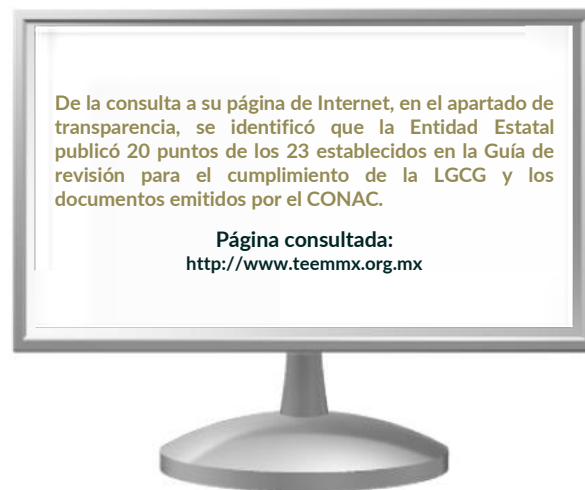 De la consulta a su página de Internet, en el apartado de
transparencia, se identificó que la Entidad Estatal
publicó 20 puntos de los 23 establecidos en la Guía de
revisión para el cumplimiento de la LGCG y los
documentos emitidos por el CONAC.
Página consultada:
http://www.teemmx.org.mx